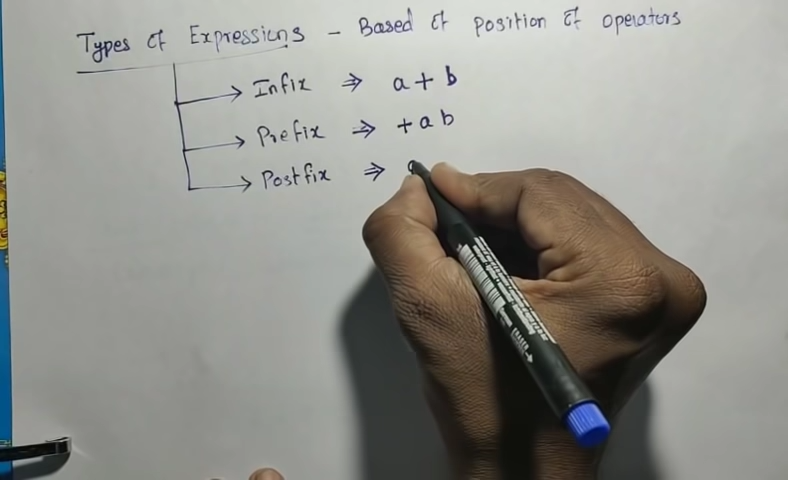 Types of Expressions - Based of position of operators
Infix ⇒ a + b
Prefix ⇒ + a b
Postfix ⇒